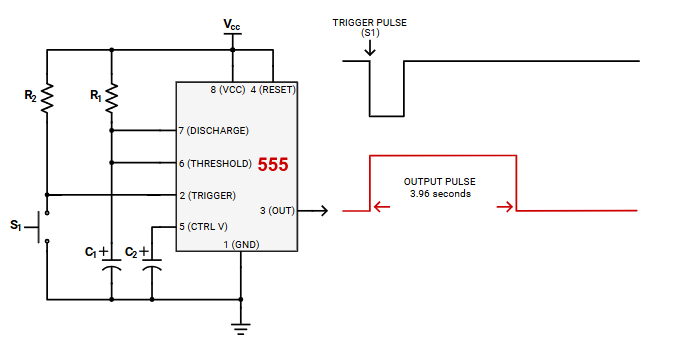 Vcc
TRIGGER PULSE
(S1)
R2
R1
8 (VCC) 4 (RESET)
7 (DISCHARGE)
6 (THRESHOLD) 555
2 (TRIGGER)
3 (OUT)
5 (CTRL V)
1 (GND)
S1
C1 +
C2 +
OUTPUT PULSE
3.96 seconds